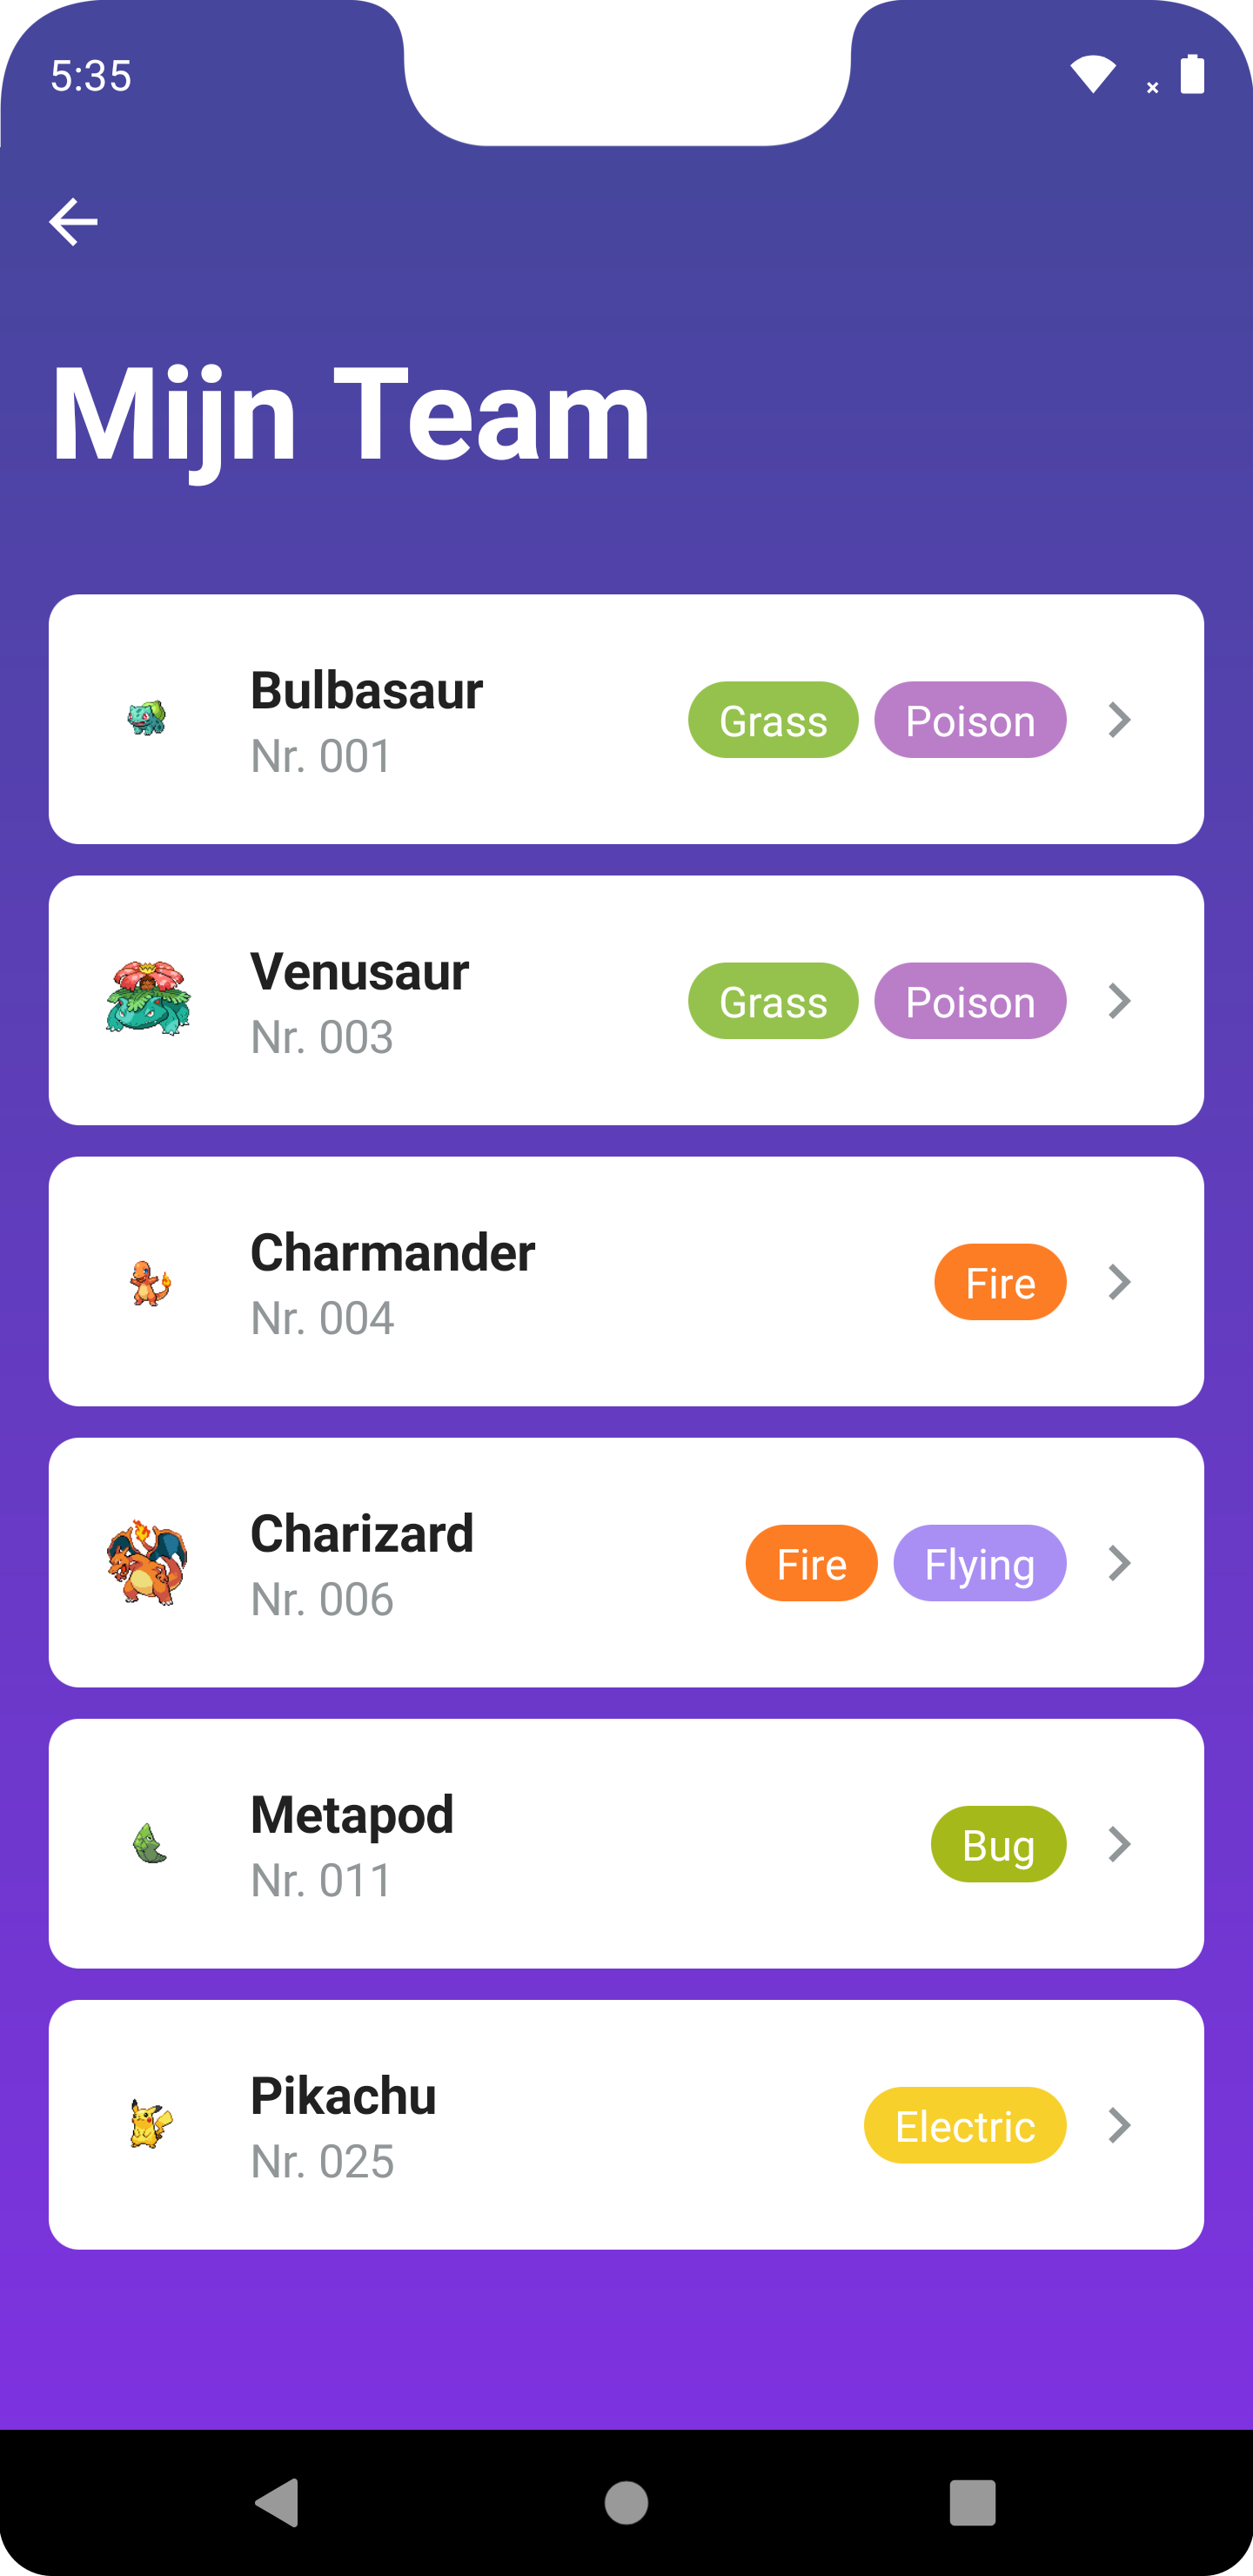 5:35
Mijn Team
Bulbasaur
Nr. 001
Grass Poison
Venusaur
Nr. 003
Grass Poison
Charmander
Nr. 004
Fire
Charizard
Nr. 006
Fire Flying
Metapod
Nr. 011
Bug
Pikachu
Nr. 025
Electric